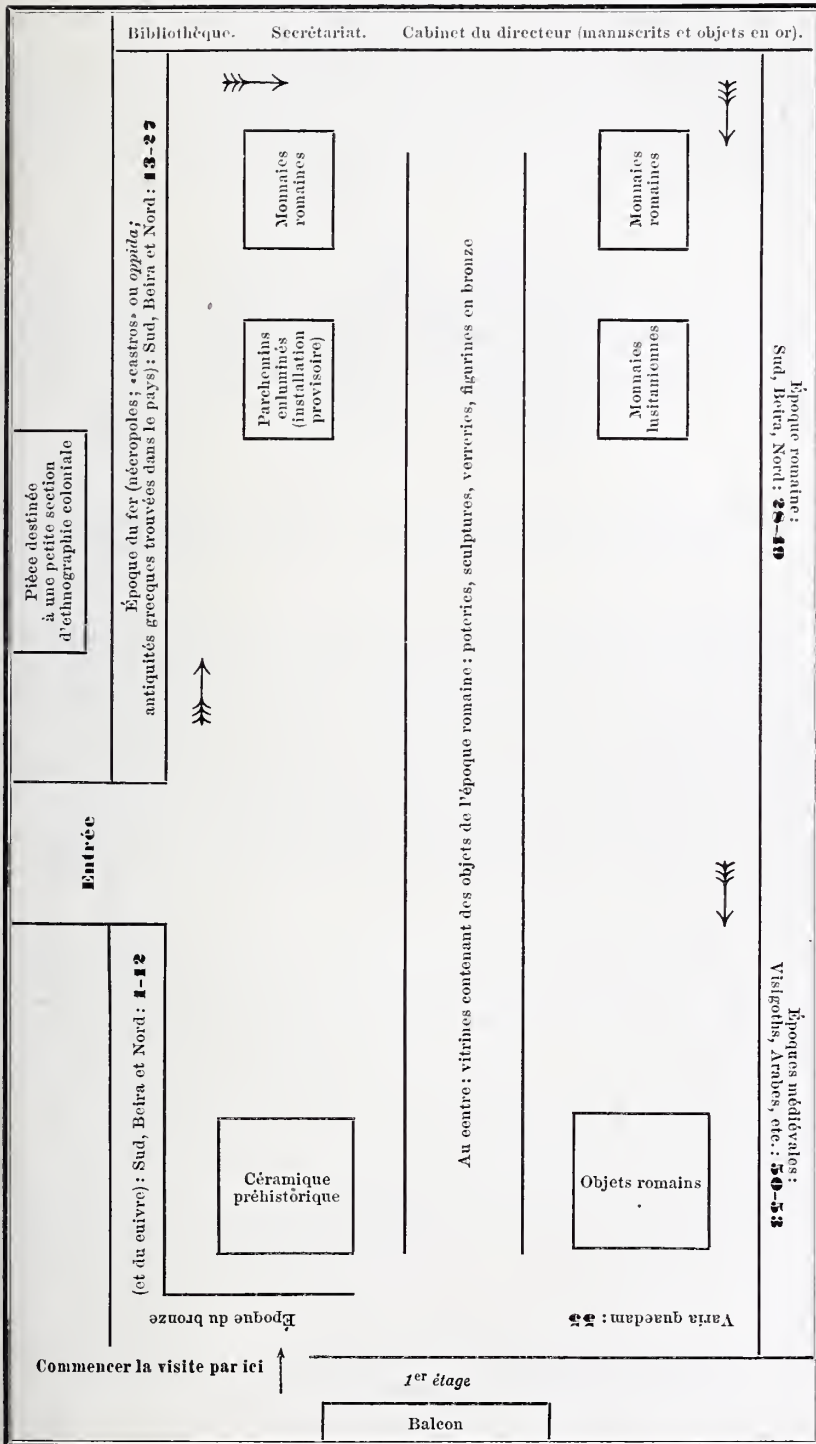 Bibliothèque. Secrétariat. Cabinet du directeur (manuscrits et objets en or).
Pièce destinée
à une petite section
d'ethnographie coloniale
Époque du fer (nécropoles; «castros» ou oppida;
antiquités grecques trouvées dans le pays): Sud, Beira et Nord: 13-27
Monnaies
romaines
Monnaies
romaines
Parchemins
enluminés
(installation
provisoire)
Monnaies
lusitaniennes
Époque romaine:
Sud, Beira, Nord: 28-49
Au centre: vitrines contenant des objets de l'époque romaine: poteries, sculptures, verreries, figurines en bronze
Entrée
(et du cuivre): Sud, Beira et Nord: 1-12
Époques médiévales:
Visigoths, Arabes, etc.: 50-53
Céramique
préhistorique
Objets romains
Époque du bronze
Varia quaedam: 55
Commencer la visite par ici
1er étage
Balcon